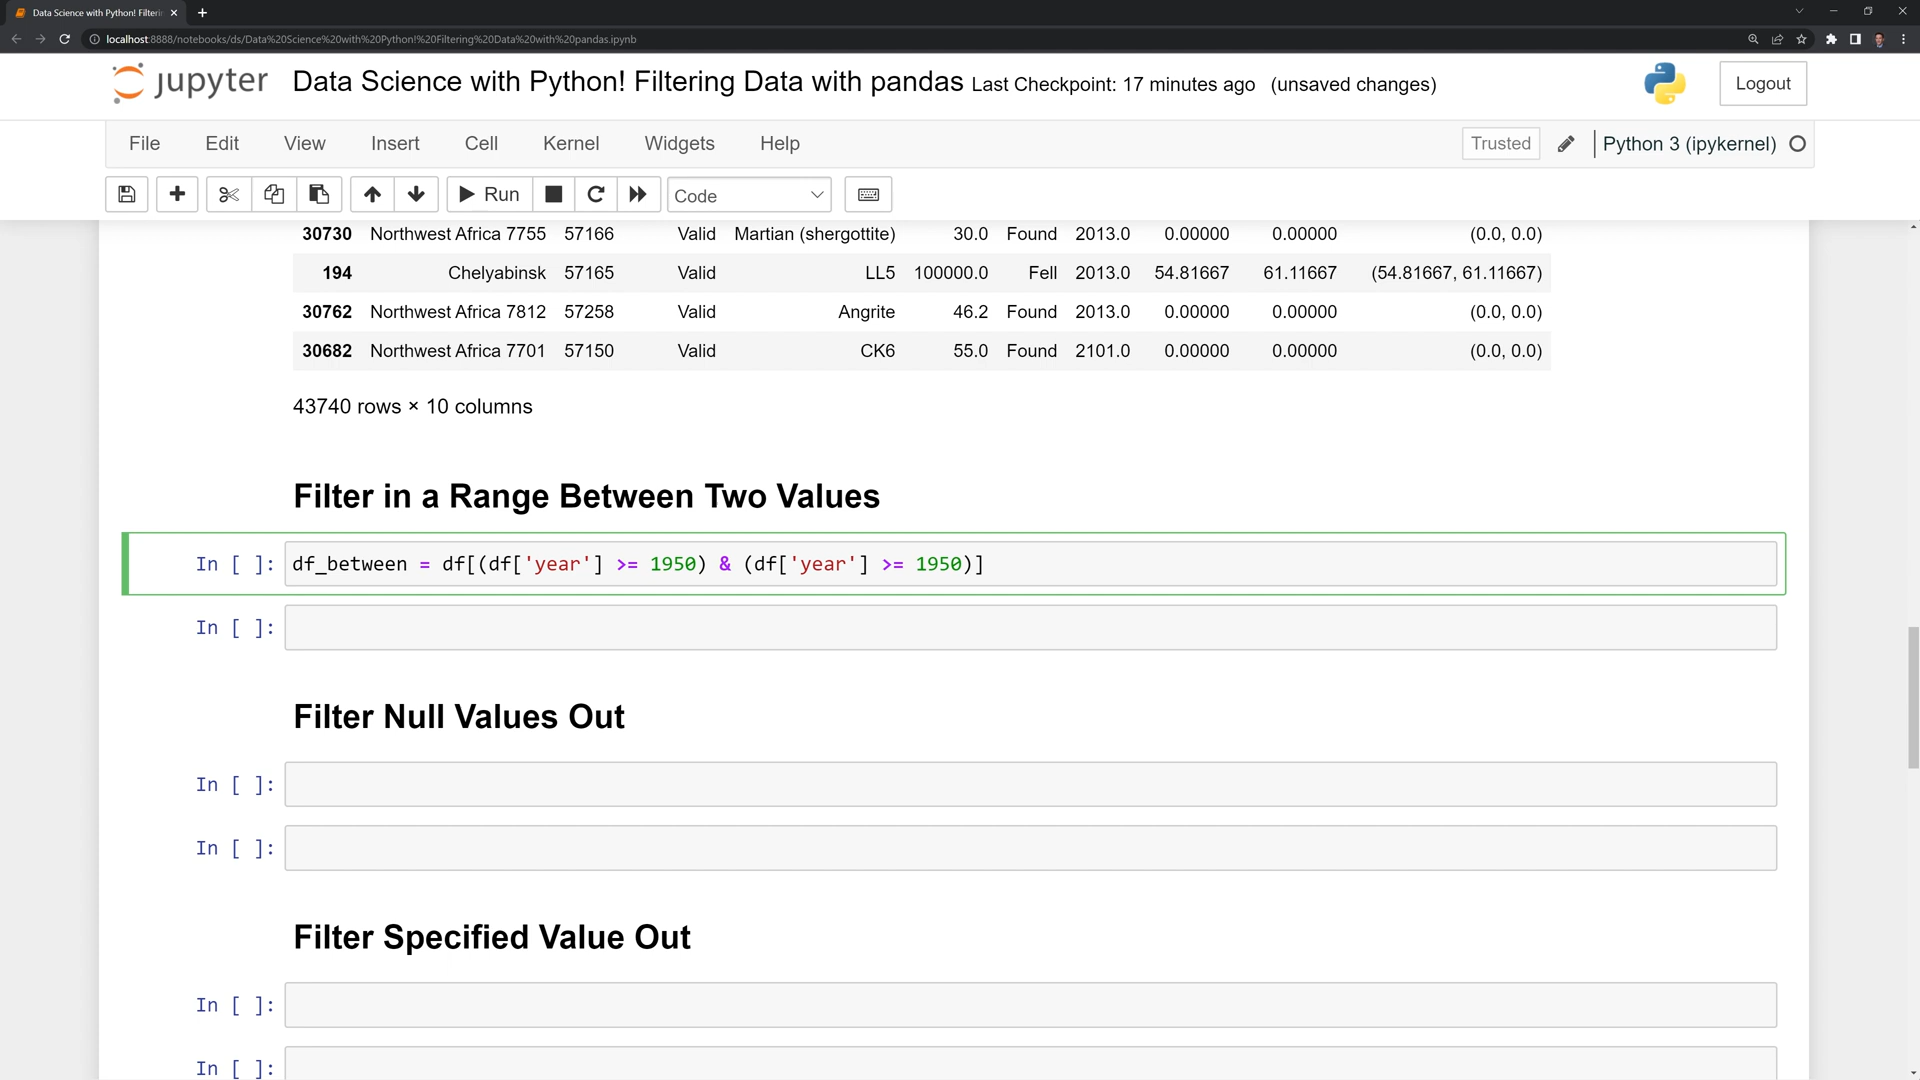 Data Science with Python! Filterin
localhost:8888/notebooks/ds/Data%20Science%20with%20Python!%20Filtering%20Data%20with%20pandas.ipynb
jupyter Data Science with Python! Filtering Data with pandas Last Checkpoint: 17 minutes ago (unsaved changes) Logout
File Edit View Insert Cell Kernel Widgets Help Trusted Python 3 (ipykernel)
Run Code
30730 Northwest Africa 7755 57166 Valid Martian (shergottite) 30.0 Found 2013.0 0.00000 0.00000 (0.0, 0.0)
194 Chelyabinsk 57165 Valid LL5 100000.0 Fell 2013.0 54.81667 61.11667 (54.81667, 61.11667)
30762 Northwest Africa 7812 57258 Valid Angrite 46.2 Found 2013.0 0.00000 0.00000 (0.0, 0.0)
30682 Northwest Africa 7701 57150 Valid CK6 55.0 Found 2101.0 0.00000 0.00000 (0.0, 0.0)
43740 rows × 10 columns
Filter in a Range Between Two Values
In [ ]: df_between = df[(df['year'] >= 1950) & (df['year'] >= 1950)]
In [ ]:
Filter Null Values Out
In [ ]:
In [ ]:
Filter Specified Value Out
In [ ]:
In [ ]: